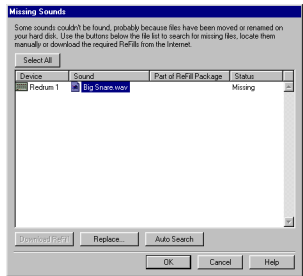 Missing Sounds
Some sounds couldn't be found, probably because files have been moved or renamed on
your hard disk. Use the buttons below the file list to search for missing files, locate them
manually or download the required ReFills from the Internet.
Select All
Device Sound Part of ReFill Package Status
Redrum 1 Big Snare.wav Missing
Download ReFill Replace... Auto Search
OK Cancel Help